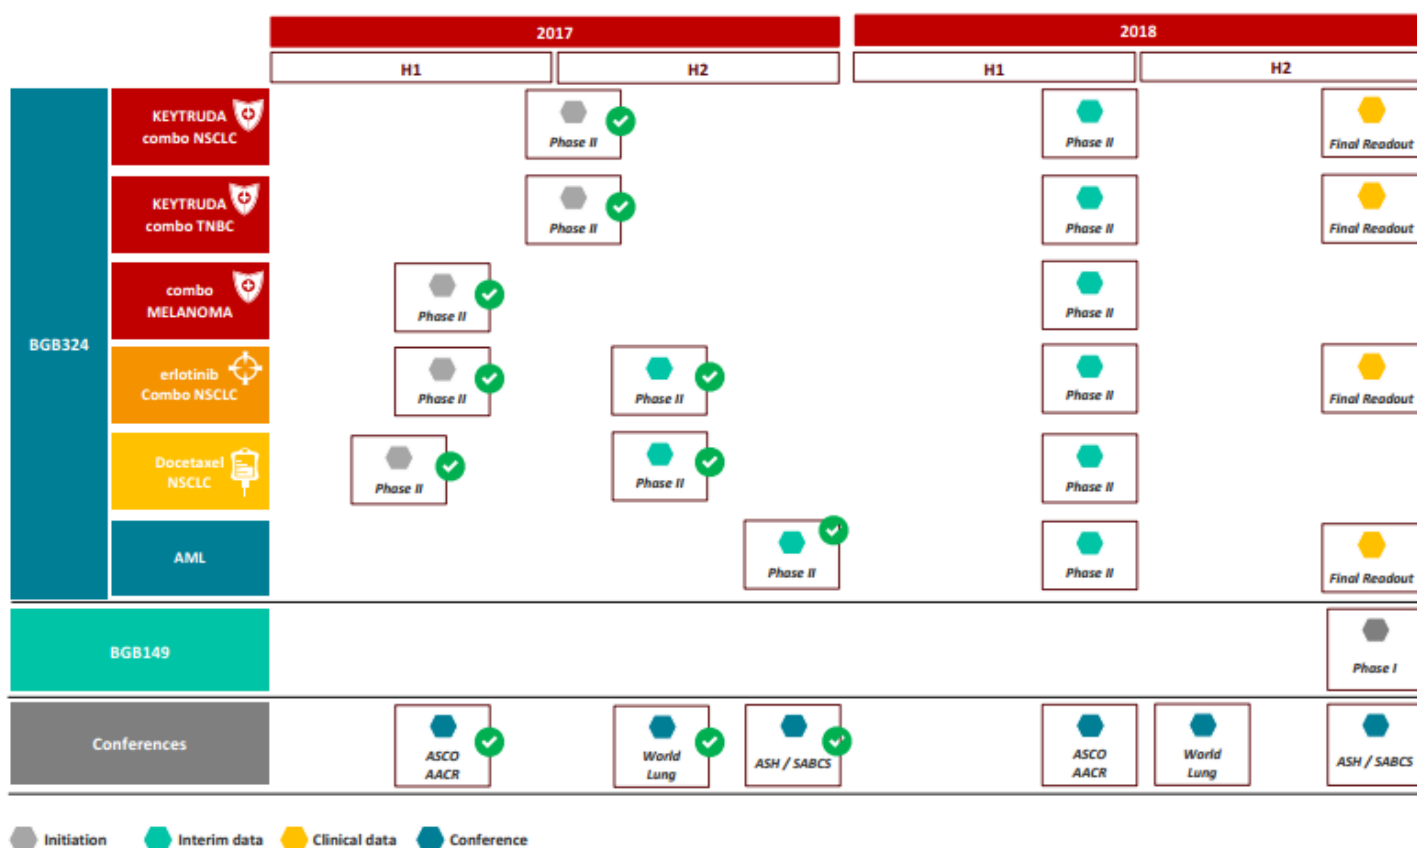 2017
2018
H1
H2
H1
H2
BGB324
KEYTRUDA
combo NSCLC
Phase II
Phase II
Final Readout
KEYTRUDA
combo TNBC
Phase II
Phase II
Final Readout
combo
MELANOMA
Phase II
Phase II
erlotinib
Combo NSCLC
Phase II
Phase II
Phase II
Final Readout
Docetaxel
NSCLC
Phase II
Phase II
Phase II
AML
Phase II
Phase II
Final Readout
BGB149
Phase I
Conferences
ASCO
AACR
World
Lung
ASH / SABCS
ASCO
AACR
World
Lung
ASH / SABCS
Initiation
Interim data
Clinical data
Conference